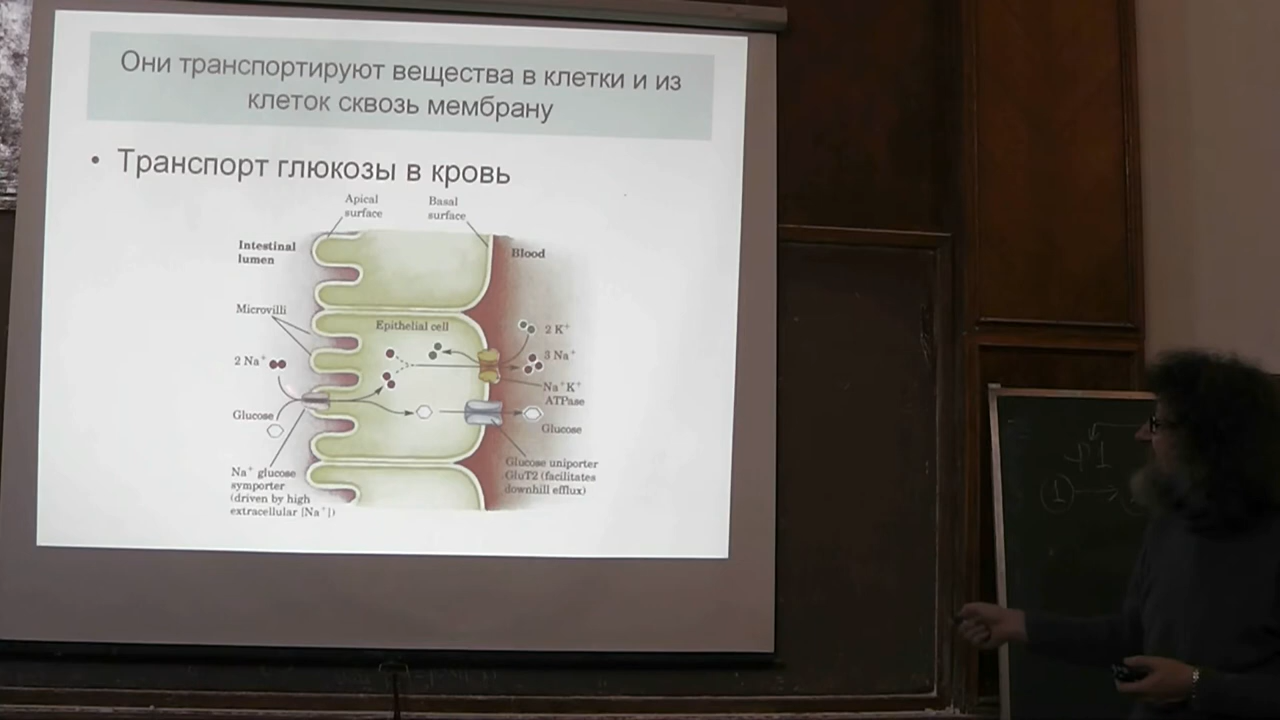 Они транспортируют вещества в клетки и из
клеток сквозь мембрану
• Транспорт глюкозы в кровь
Apical
surface
Basal
surface
Intestinal
lumen
Blood
Microvilli
Epithelial cell
2 K⁺
2 Na⁺
3 Na⁺
Na⁺K⁺
ATPase
Glucose
Glucose
Na⁺ glucose
symporter
(driven by high
extracellular [Na⁺])
Glucose uniporter
GluT2 (facilitates
downhill efflux)
1